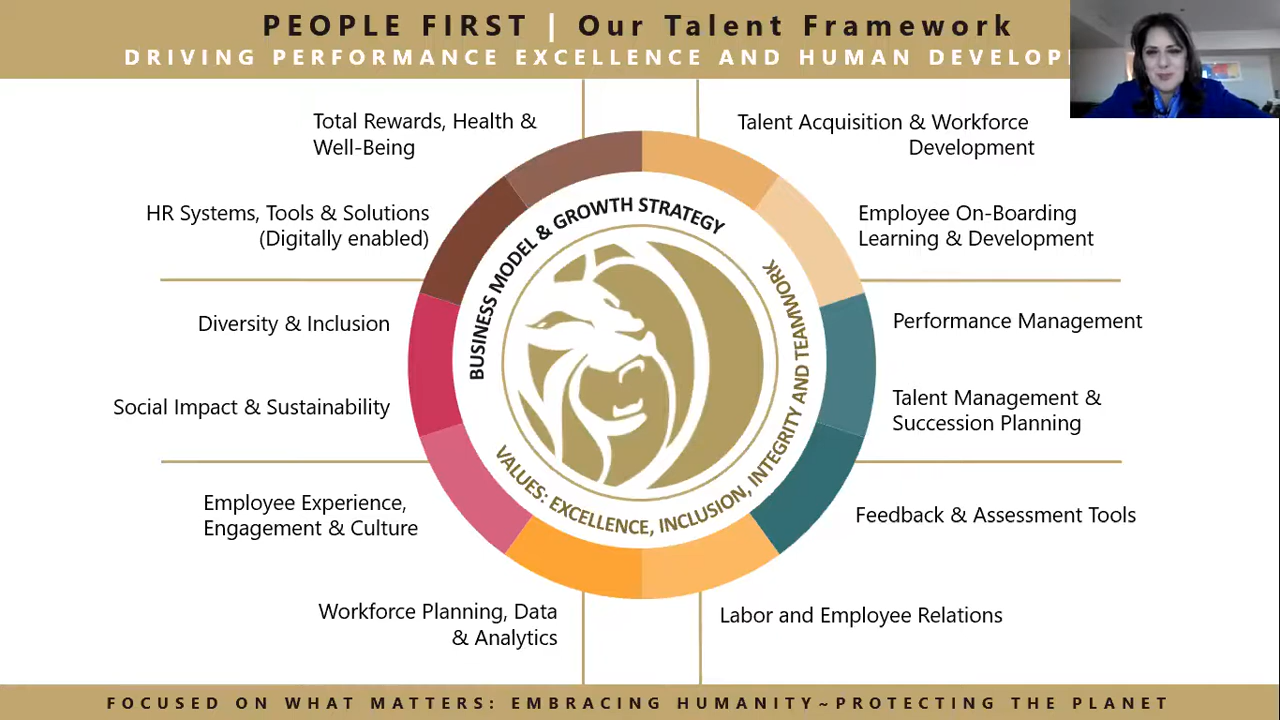 PEOPLE FIRST | Our Talent Framework
DRIVING PERFORMANCE EXCELLENCE AND HUMAN DEVELOP
Total Rewards, Health &
Well-Being
Talent Acquisition & Workforce
Development
HR Systems, Tools & Solutions
(Digitally enabled)
Employee On-Boarding
Learning & Development
BUSINESS MODEL & GROWTH STRATEGY
VALUES: EXCELLENCE, INCLUSION, INTEGRITY AND TEAMWORK
Diversity & Inclusion
Performance Management
Social Impact & Sustainability
Talent Management &
Succession Planning
Employee Experience,
Engagement & Culture
Feedback & Assessment Tools
Workforce Planning, Data
& Analytics
Labor and Employee Relations
FOCUSED ON WHAT MATTERS: EMBRACING HUMANITY~PROTECTING THE PLANET